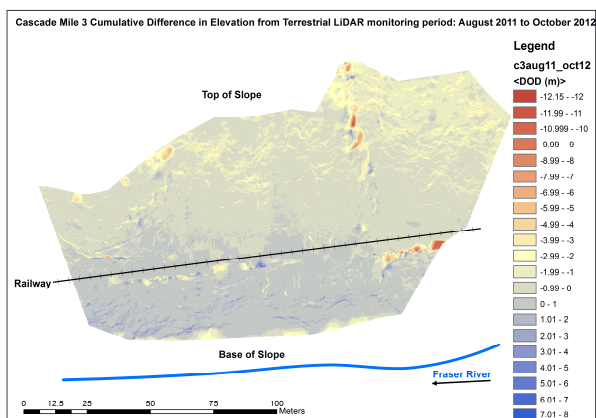 Cascade Mile 3 Cumulative Difference in Elevation from Terrestrial LiDAR monitoring period: August 2011 to October 2012
Legend
c3aug11_oct12
<DOD (m)>
-12.15 - -12
-11.99 - -11
-10.999 - -10
0.00 0
-8.99 - -8
-7.99 - -7
-6.99 - -6
-5.99 - -5
-4.99 - -4
-3.99 - -3
-2.99 - -2
-1.99 - -1
-0.99 - 0
0 - 1
1.01 - 2
2.01 - 3
3.01 - 4
4.01 - 5
5.01 - 6
6.01 - 7
7.01 - 8
Top of Slope
Railway
Base of Slope
Fraser River
0 12.5 25 50 75 100
Meters